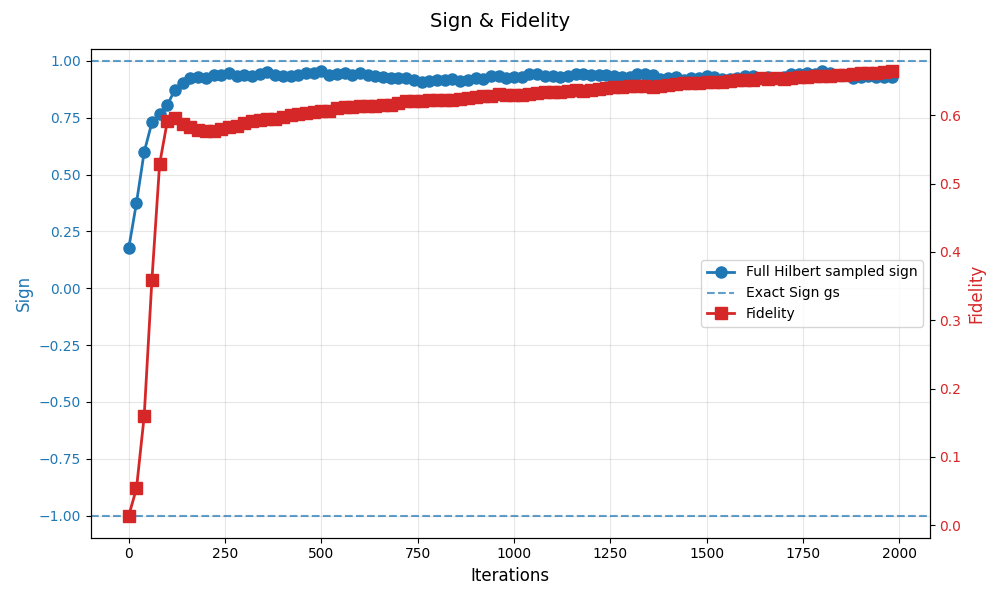 Sign & Fidelity
1.00
0.75
0.50
0.25
0.00
−0.25
−0.50
−0.75
−1.00
Sign
0.6
0.5
0.4
0.3
0.2
0.1
0.0
Fidelity
Full Hilbert sampled sign
Exact Sign gs
Fidelity
0 250 500 750 1000 1250 1500 1750 2000
Iterations